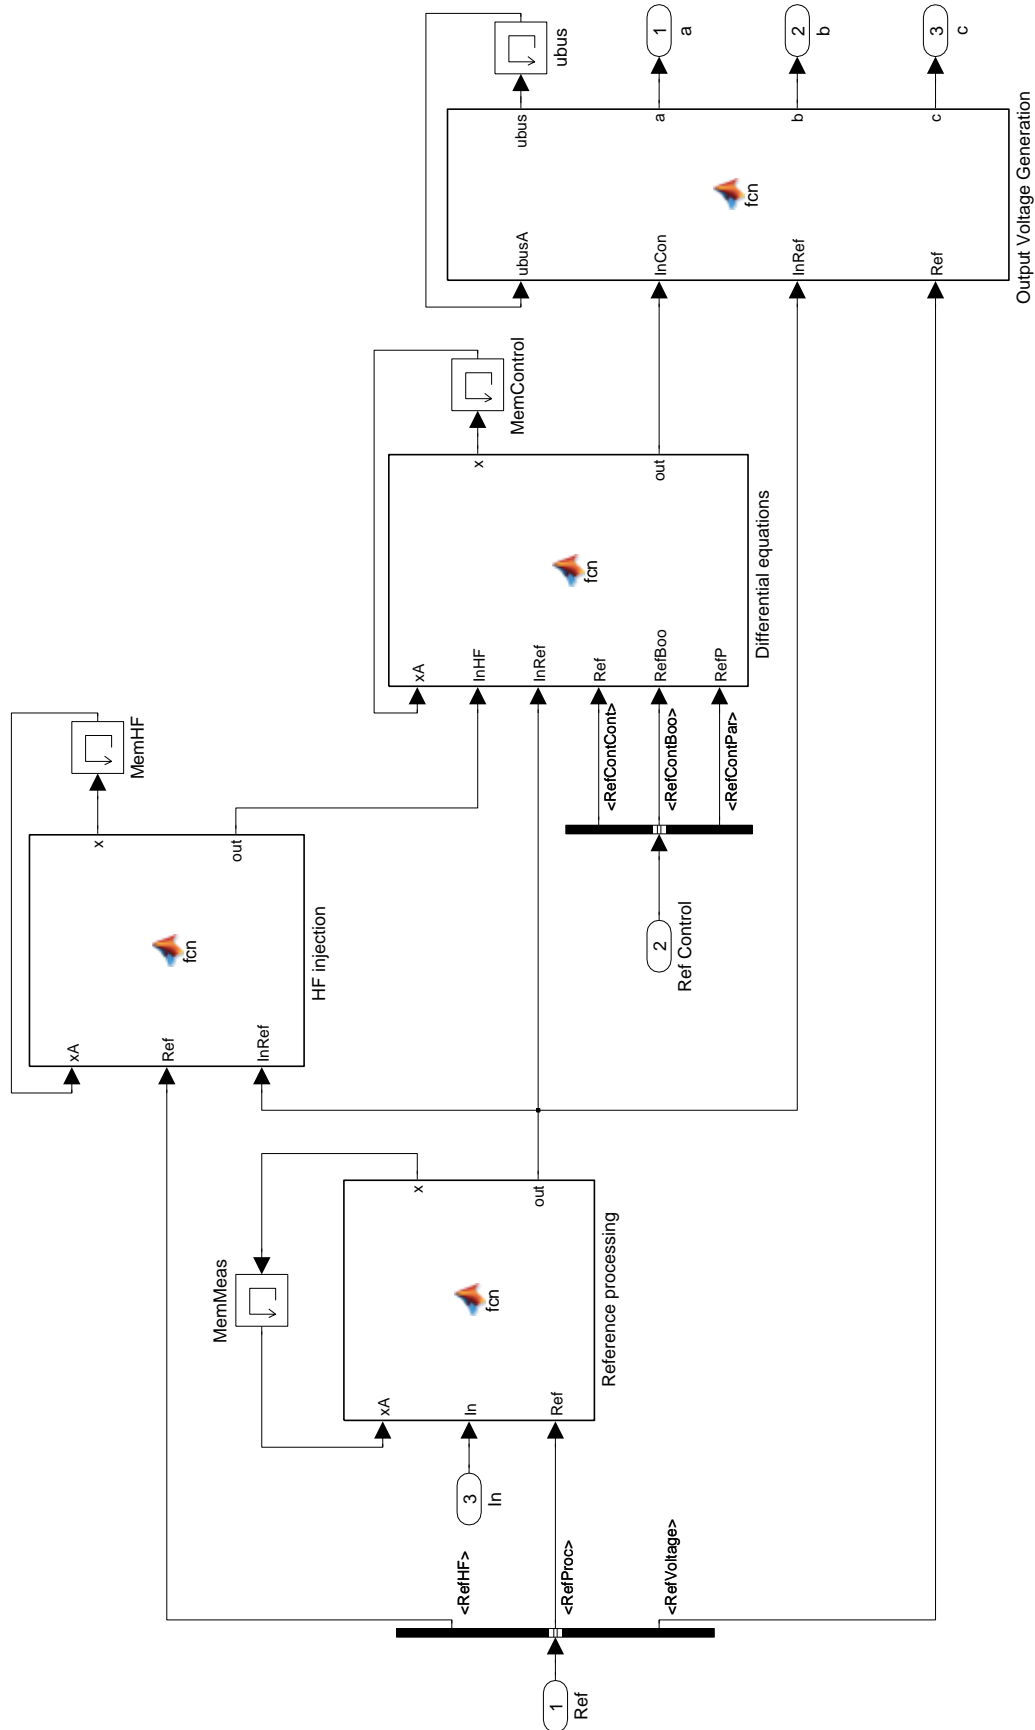 1
Ref
<RefHF>
<RefProc>
<RefVoltage>
3
In
MemMeas
xA
In
Ref
fcn
x
out
Reference processing
xA
Ref
InRef
fcn
x
out
HF injection
MemHF
2
Ref Control
<RefContCont>
<RefContBoo>
<RefContPar>
xA
InHF
InRef
Ref
RefBoo
RefP
fcn
x
out
Differential equations
MemControl
ubusA
InCon
InRef
Ref
fcn
ubus
a
b
c
Output Voltage Generation
ubus
1
a
2
b
3
c